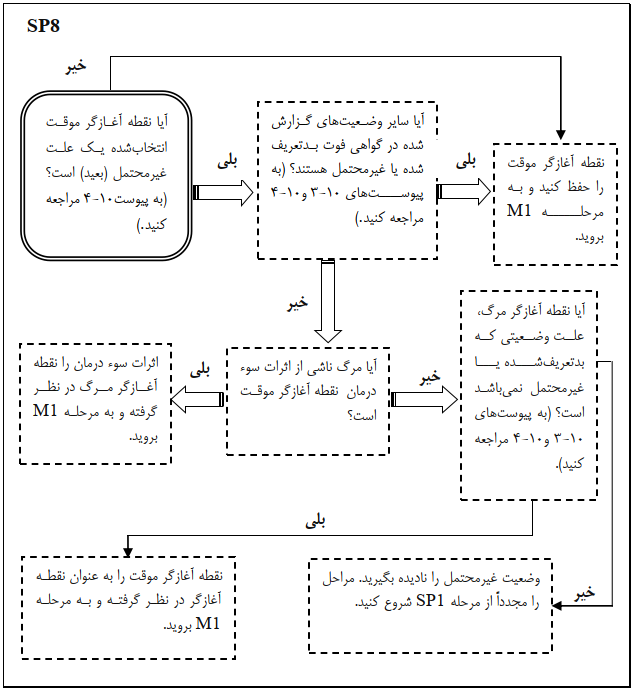 SP8
خیر
آیا نقطه آغازگر موقت
انتخاب‌شده یک علت
غیرمحتمل (بعید) است؟
(به پیوست۱۰-۴ مراجعه
کنید.)
بلی
آیا سایر وضعیت‌های گزارش
شده در گواهی فوت بدتعریف
شده یا غیرمحتمل هستند؟ (به
پیوست‌های ۱۰-۳ و۱۰-۴
مراجعه کنید.)
بلی
نقطه آغازگر موقت
را حفظ کنید و به
مرحله M1
بروید.
خیر
آیا نقطه آغازگر مرگ،
علت وضعیتی که
بدتعریف‌شده یا
غیرمحتمل نمی‌باشد
است؟ (به پیوست‌های
۱۰-۳ و۱۰-۴ مراجعه
کنید).
خیر
آیا مرگ ناشی از اثرات سوء
درمان نقطه آغازگر موقت
است؟
بلی
اثرات سوء درمان را نقطه
آغازگر مرگ در نظر
گرفته و به مرحله M1
بروید.
بلی
نقطه آغازگر موقت را به عنوان نقطه
آغازگر در نظر گرفته و به مرحله
M1 بروید.
خیر
وضعیت غیرمحتمل را نادیده بگیرید. مراحل
را مجدداً از مرحله SP1 شروع کنید.